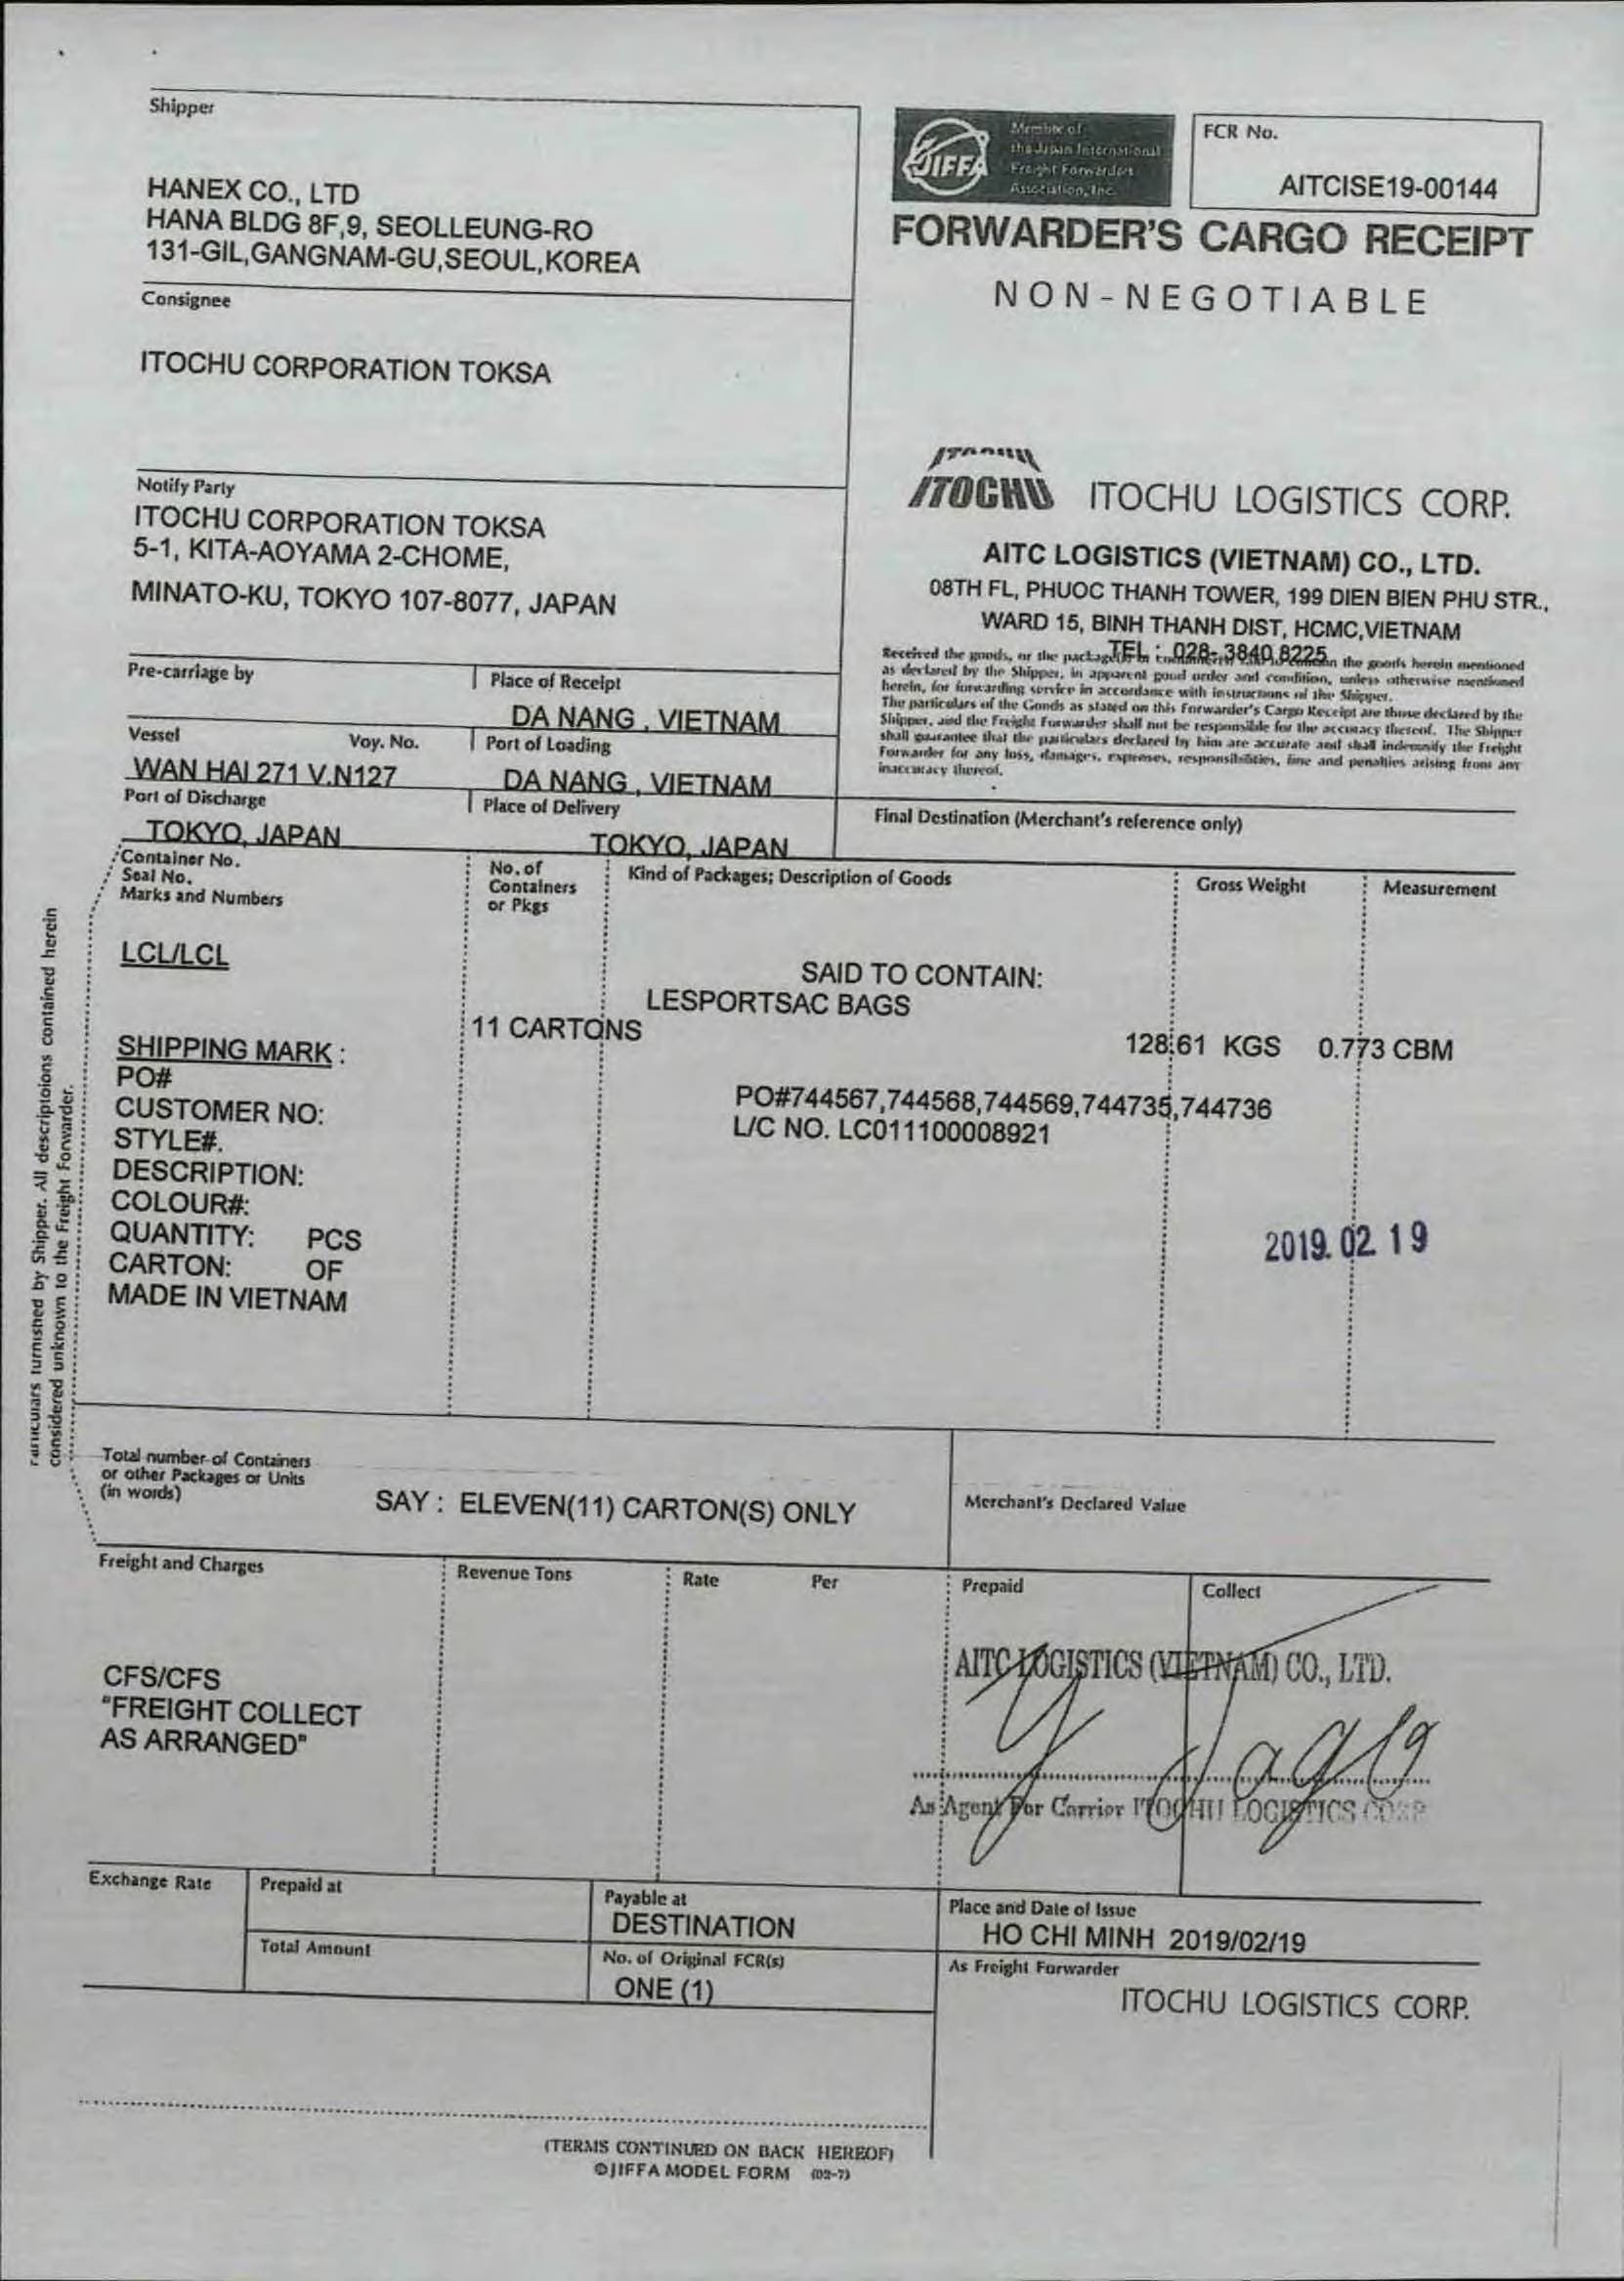 Shipper
HANEX CO., LTD
HANA BLDG 8F,9, SEOLLEUNG-RO
131-GIL,GANGNAM-GU,SEOUL,KOREA
JIFFA
Member of
the Japan International
Freight Forwarders
Association, Inc.
FCR No.
AITCISE19-00144
FORWARDER'S CARGO RECEIPT
NON-NEGOTIABLE
Consignee
ITOCHU CORPORATION TOKSA
Notify Party
ITOCHU CORPORATION TOKSA
5-1, KITA-AOYAMA 2-CHOME,
MINATO-KU, TOKYO 107-8077, JAPAN
ITOCHU
ITOCHU LOGISTICS CORP.
AITC LOGISTICS (VIETNAM) CO., LTD.
08TH FL, PHUOC THANH TOWER, 199 DIEN BIEN PHU STR.,
WARD 15, BINH THANH DIST, HCMC,VIETNAM
TEL : 028- 3840 8225
Received the goods, or the the goods herein mentioned
as declared by the Shipper, in apparent good order and condition, unless otherwise mentioned
herein, for forwarding service in accordance with instructions of the Shipper.
The particulars of the Goods as stated on this Forwarder's Cargo Receipt are those declared by the
Shipper, and the Freight Forwarder shall not be responsible for the accuracy thereof. The Shipper
shall guarantee that the particulars declared by him are accurate and shall indemnify the Freight
Forwarder for any loss, damages, expenses, responsibilities, fine and penalties arising from any
inaccuracy thereof.
Pre-carriage by
Place of Receipt
DA NANG , VIETNAM
Vessel Voy. No.
Port of Loading
WAN HAI 271 V.N127
DA NANG , VIETNAM
Port of Discharge
Place of Delivery
TOKYO, JAPAN
TOKYO, JAPAN
Final Destination (Merchant's reference only)
Container No.
Seal No.
Marks and Numbers
No. of
Containers
or Pkgs
Kind of Packages; Description of Goods
Gross Weight
Measurement
LCL/LCL
SAID TO CONTAIN:
LESPORTSAC BAGS
11 CARTONS
128.61 KGS 0.773 CBM
SHIPPING MARK :
PO#
CUSTOMER NO:
STYLE#.
DESCRIPTION:
COLOUR#:
QUANTITY: PCS
CARTON: OF
MADE IN VIETNAM
PO#744567,744568,744569,744735,744736
L/C NO. LC011100008921
2019. 02. 19
Particulars furnished by Shipper. All descriptoions contained herein
considered unknown to the Freight Forwarder.
Total number of Containers
or other Packages or Units
(in words)
SAY : ELEVEN(11) CARTON(S) ONLY
Merchant's Declared Value
Freight and Charges
Revenue Tons
Rate Per
Prepaid
Collect
CFS/CFS
"FREIGHT COLLECT
AS ARRANGED"
AITC LOGISTICS (VIETNAM) CO., LTD.
As Agent For Carrier ITOCHU LOGISTICS CORP.
Exchange Rate
Prepaid at
Payable at
DESTINATION
Place and Date of Issue
HO CHI MINH 2019/02/19
Total Amount
No. of Original FCR(s)
ONE (1)
As Freight Forwarder
ITOCHU LOGISTICS CORP.
(TERMS CONTINUED ON BACK HEREOF)
©JIFFA MODEL FORM (02-7)